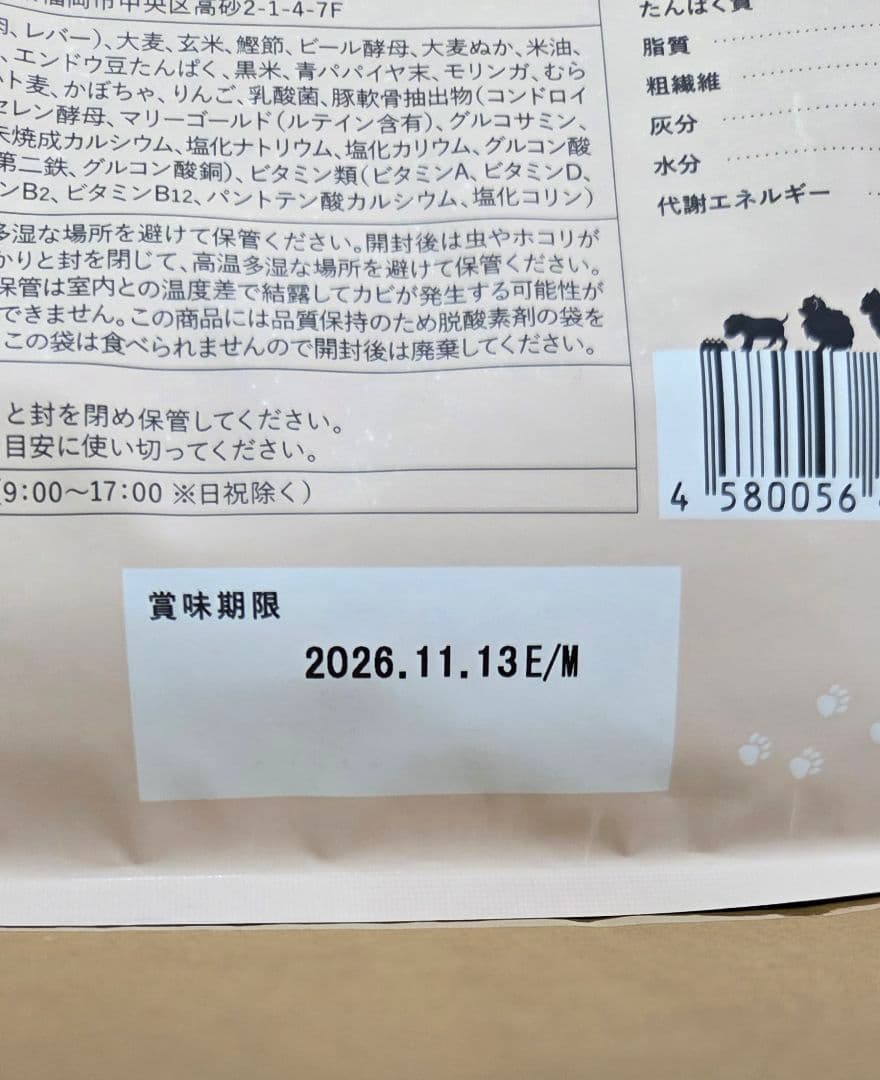 福岡市中央区高砂2-1-4-7F
肉、レバー)、大麦、玄米、鰹節、ビール酵母、大麦ぬか、米油、
、エンドウ豆たんぱく、黒米、青パパイヤ末、モリンガ、むら
ハト麦、かぼちゃ、りんご、乳酸菌、豚軟骨抽出物(コンドロイ
セレン酵母、マリーゴールド(ルテイン含有)、グルコサミン、
焼成カルシウム、塩化ナトリウム、塩化カリウム、グルコン酸
第二鉄、グルコン酸銅)、ビタミン類(ビタミンA、ビタミンD、
ンB2、ビタミンB12、パントテン酸カルシウム、塩化コリン)
多湿な場所を避けて保管ください。開封後は虫やホコリが
かりと封を閉じて、高温多湿な場所を避けて保管ください。
保管は室内との温度差で結露してカビが発生する可能性が
できません。この商品には品質保持のため脱酸素剤の袋を
この袋は食べられませんので開封後は廃棄してください。
と封を閉め保管してください。
目安に使い切ってください。
(9:00〜17:00 ※日祝除く)
たんぱく質
脂質
粗繊維
灰分
水分
代謝エネルギー
4 580056
賞味期限
2026.11.13E/M